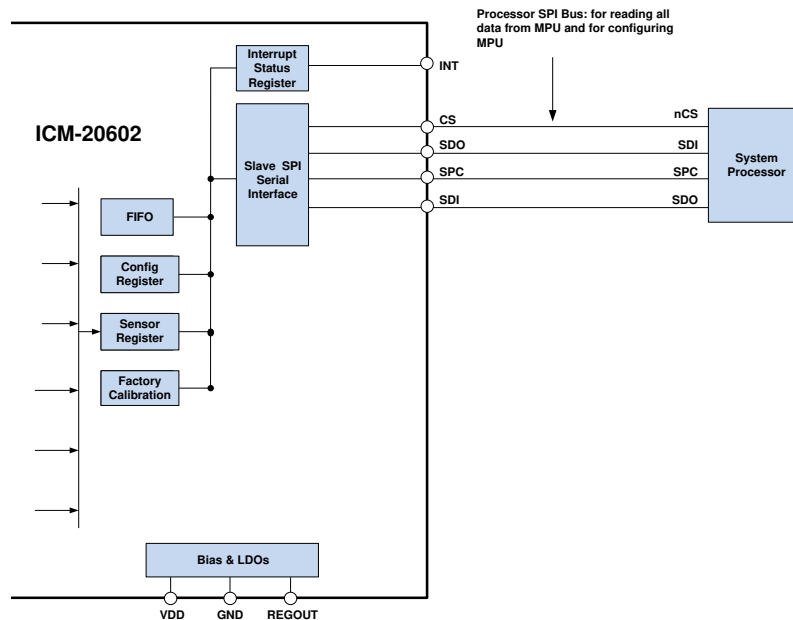 Processor SPI Bus: for reading all
data from MPU and for configuring
MPU
Interrupt
Status
Register
INT
ICM-20602
CS
nCS
SDO
SDI
Slave SPI
Serial
Interface
SPC
SPC
SDI
SDO
System
Processor
FIFO
Config
Register
Sensor
Register
Factory
Calibration
Bias & LDOs
VDD
GND
REGOUT